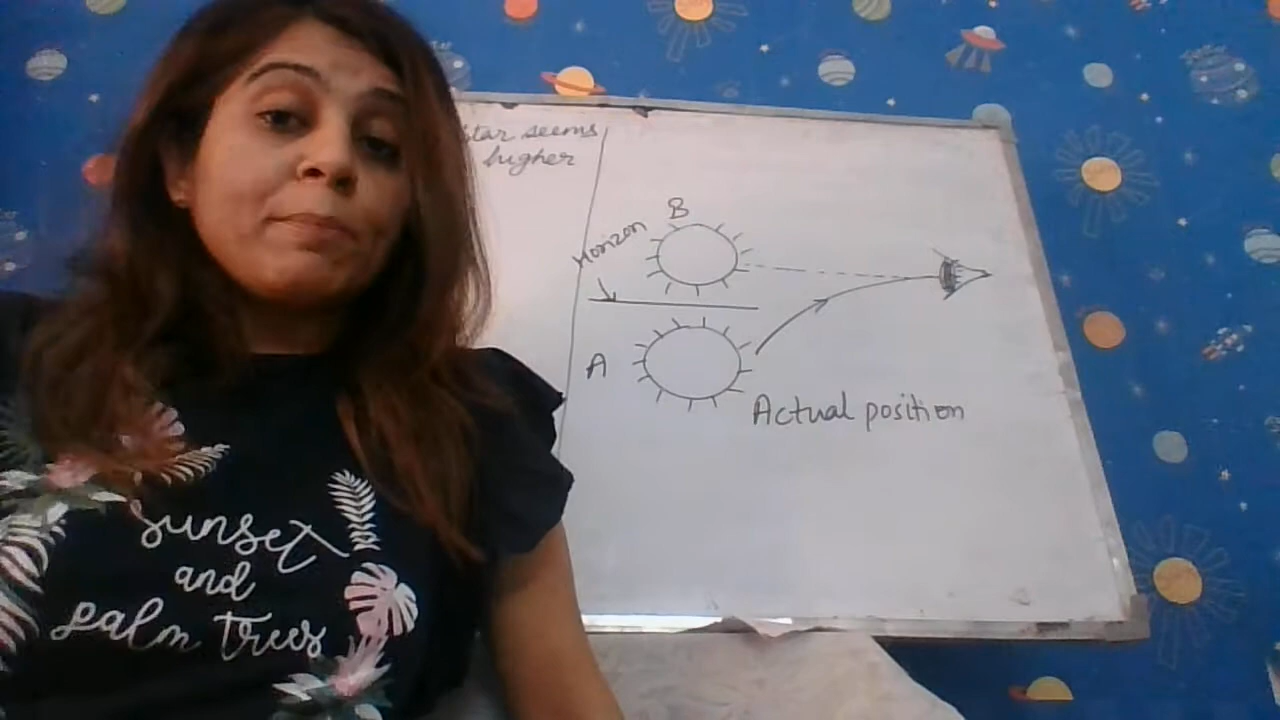 star seems
higher
B
Horizon
A
Actual position
sunset
and
palm trees